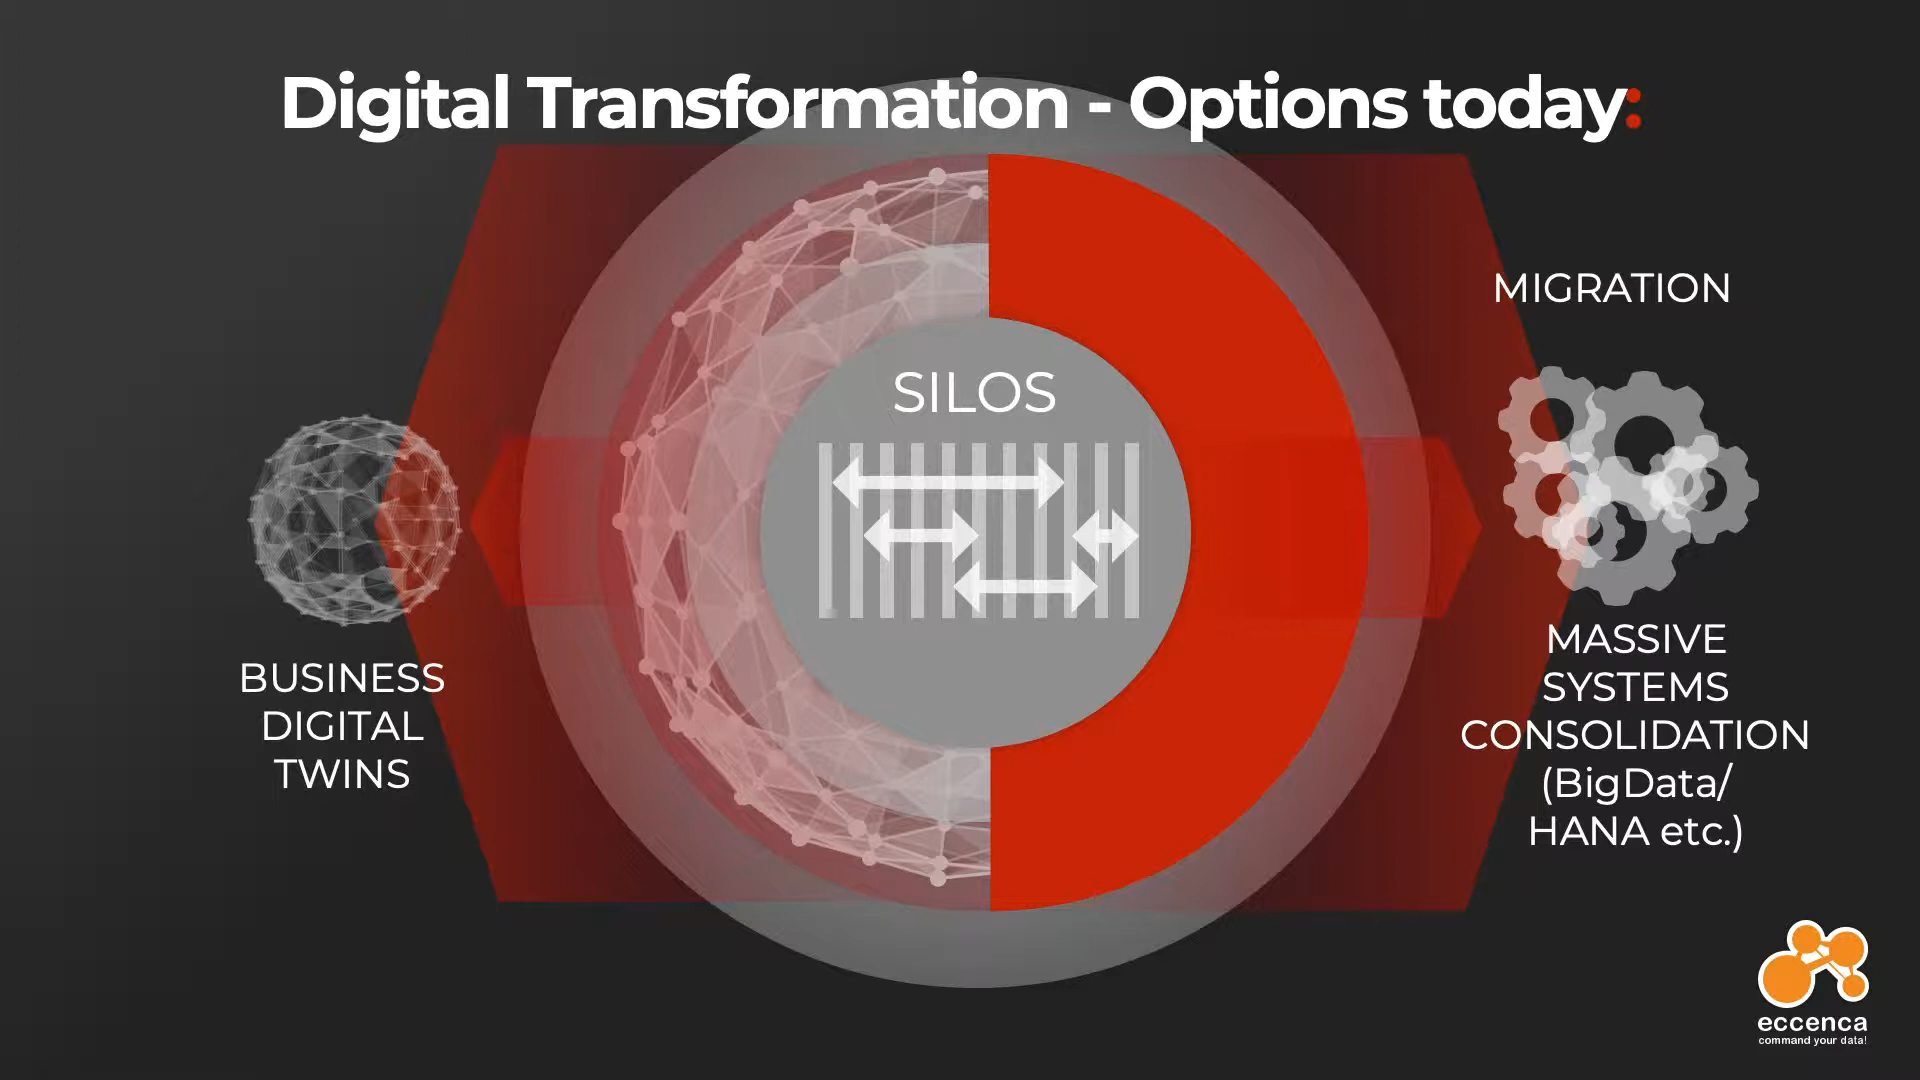 Digital Transformation - Options today:
SILOS
BUSINESS
DIGITAL
TWINS
MIGRATION
MASSIVE
SYSTEMS
CONSOLIDATION
(BigData/
HANA etc.)
eccenca
command your data!